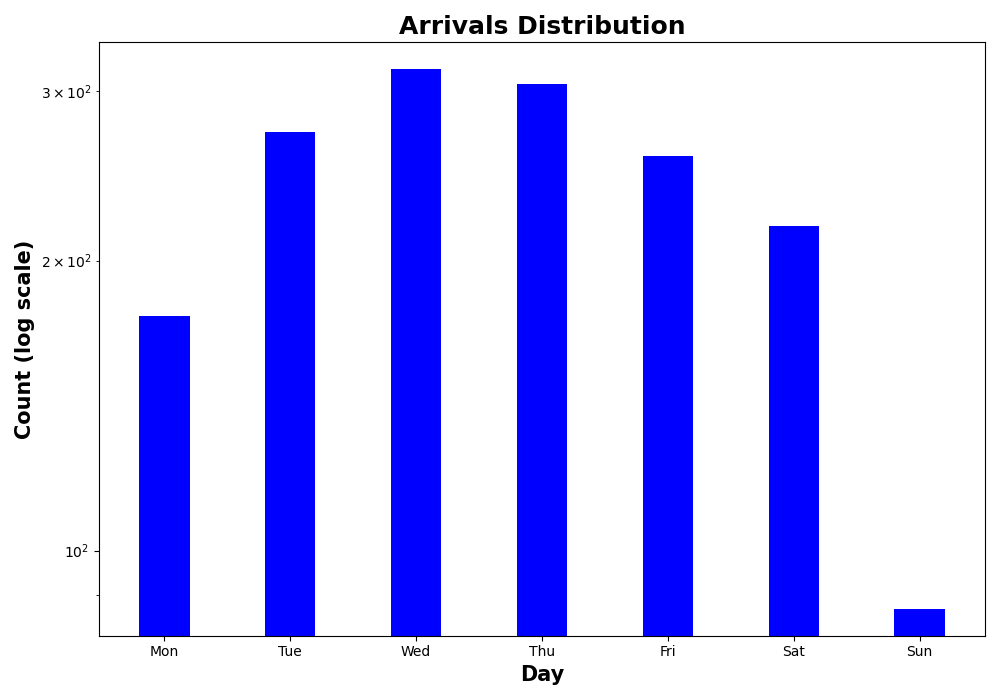 Arrivals Distribution
3 × 10²
2 × 10²
10²
Count (log scale)
Mon Tue Wed Thu Fri Sat Sun
Day